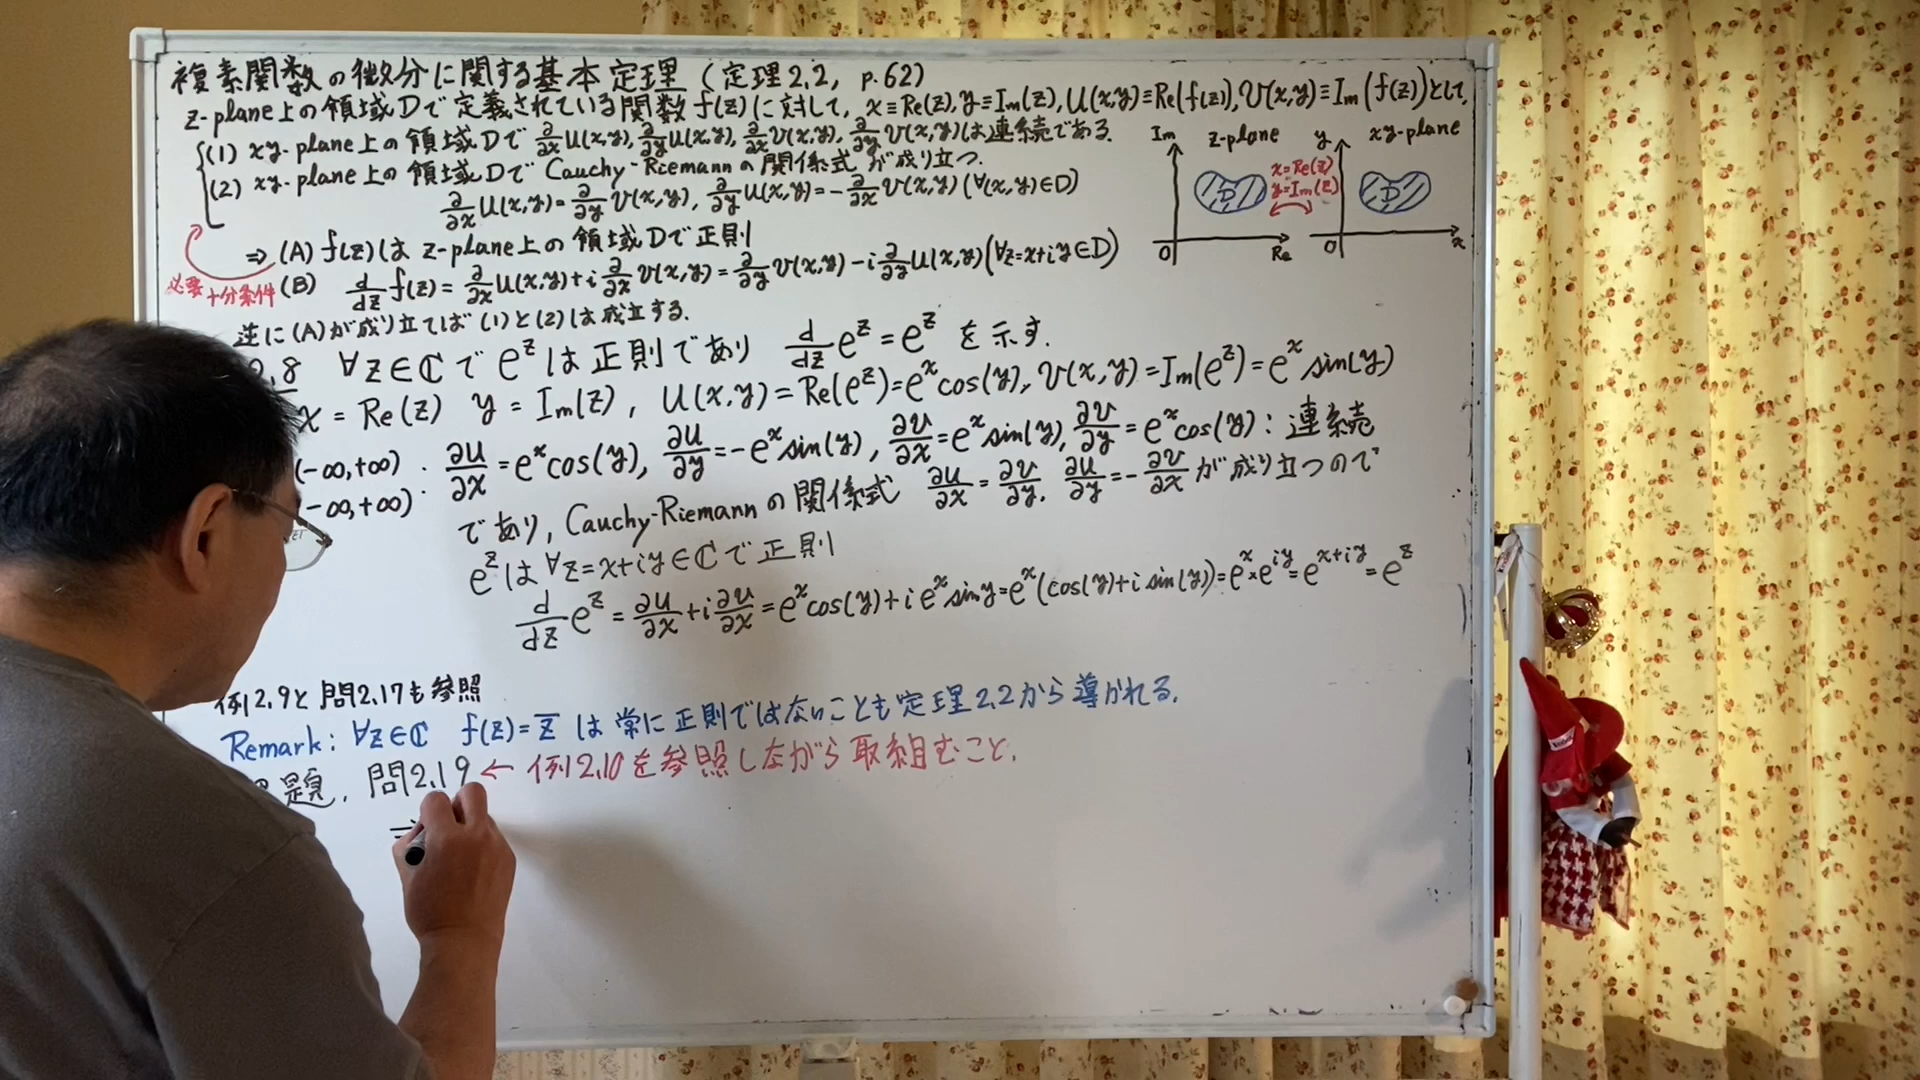 複素関数の微分に関する基本定理 (定理2.2, p.62)
z-plane上の領域Dで定義されている関数 f(z)に対して, x≡Re(z), y≡Im(z), u(x,y)≡Re(f(z)), v(x,y)≡Im(f(z))として,
(1) xy-plane上の領域Dで ∂/∂x u(x,y), ∂/∂y u(x,y), ∂/∂x v(x,y), ∂/∂y v(x,y)は連続である.
(2) xy-plane上の領域Dで Cauchy-Riemannの関係式が成り立つ.
∂/∂x u(x,y)=∂/∂y v(x,y), ∂/∂y u(x,y)=-∂/∂x v(x,y) (∀(x,y)∈D)
⇒ (A) f(z)は z-plane上の領域Dで正則
(B) d/dz f(z)=∂/∂x u(x,y)+i ∂/∂x v(x,y)=∂/∂y v(x,y)-i ∂/∂y u(x,y) (∀z=x+iy∈D)
必要十分条件
逆に(A)が成り立てば(1)と(2)は成立する.
Im z-plane y xy-plane
x=Re(z)
y=Im(z)
D D
0 Re 0 x
2.8 ∀z∈ℂで e^z は正則であり d/dz e^z = e^z を示す.
x = Re(z) y = Im(z), u(x,y)=Re(e^z)=e^x cos(y), v(x,y)=Im(e^z)=e^x sin(y)
(-∞,+∞) . ∂u/∂x=e^x cos(y), ∂u/∂y=-e^x sin(y), ∂v/∂x=e^x sin(y), ∂v/∂y=e^x cos(y) : 連続
-∞,+∞)
であり, Cauchy-Riemannの関係式 ∂u/∂x=∂v/∂y, ∂u/∂y=-∂v/∂x が成り立つので
e^z は ∀z=x+iy∈ℂで正則
d/dz e^z=∂u/∂x+i ∂v/∂x=e^x cos(y)+i e^x sin y=e^x(cos(y)+i sin(y))=e^x×e^{iy}=e^{x+iy}=e^z
例2.9と問2.17も参照
Remark: ∀z∈ℂ f(z)=z̄ は常に正則ではないことも定理2.2から導かれる.
題. 問2.19 ← 例2.10を参照しながら取組むこと.